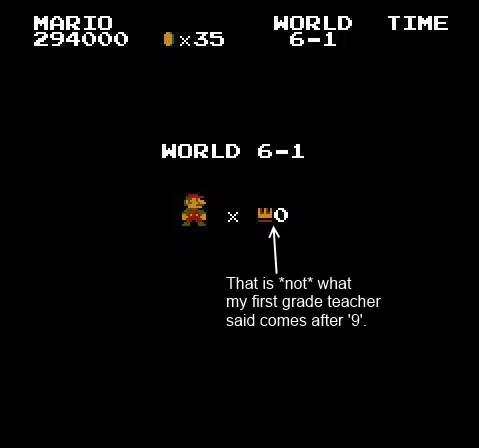 MARIO WORLD TIME
294000 x35 6-1
WORLD 6-1
x 0
That is *not* what
my first grade teacher
said comes after '9'.